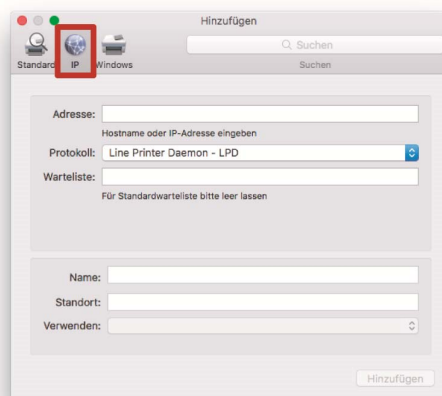 Hinzufügen
Suchen
Standard IP Windows Suchen
Adresse:
Hostname oder IP-Adresse eingeben
Protokoll: Line Printer Daemon - LPD
Warteliste:
Für Standardwarteliste bitte leer lassen
Name:
Standort:
Verwenden:
Hinzufügen